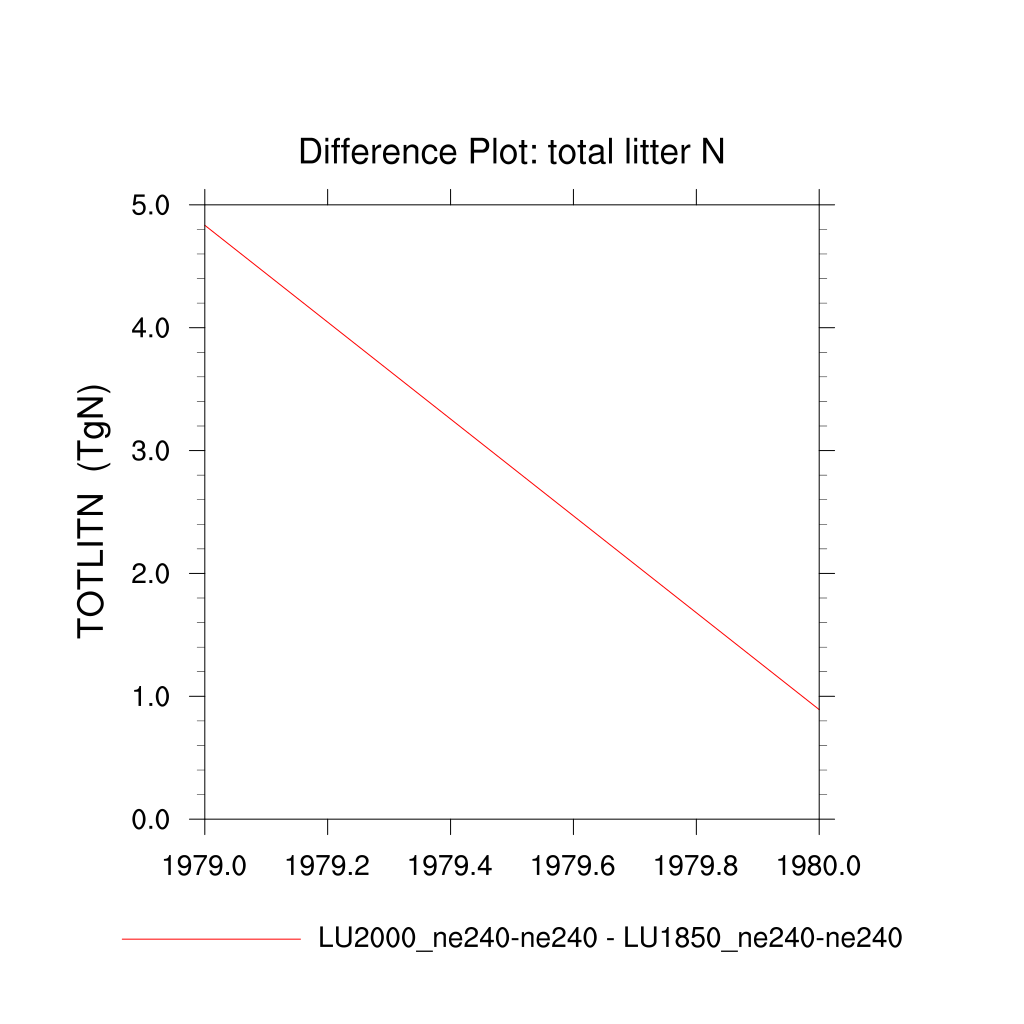 Difference Plot: total litter N
TOTLITN (TgN)
5.0
4.0
3.0
2.0
1.0
0.0
1979.0 1979.2 1979.4 1979.6 1979.8 1980.0
LU2000_ne240-ne240 - LU1850_ne240-ne240